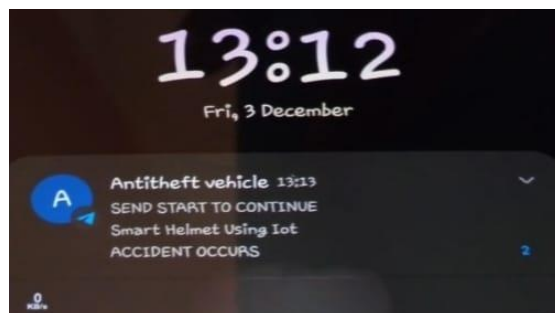 13:12
Fri, 3 December
A
Antitheft vehicle 13:13
SEND START TO CONTINUE
Smart Helmet Using Iot
ACCIDENT OCCURS
2
0
KB/s